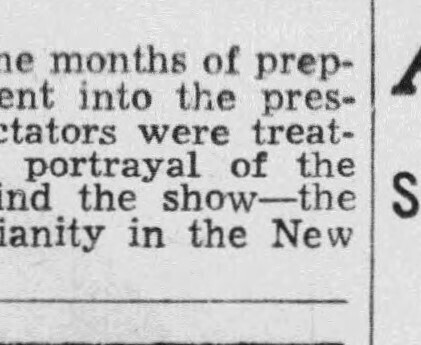 he months of prep-
ent into the pres-
ctators were treat-
portrayal of the
ind the show—the
ianity in the New
S